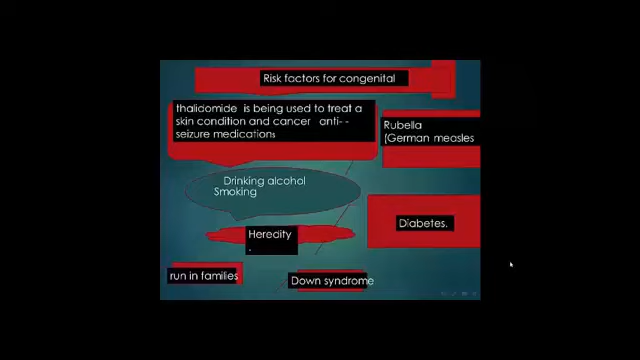 Risk factors for congenital
thalidomide is being used to treat a
skin condition and cancer anti- -
seizure medications
Rubella
(German measles
Drinking alcohol
Smoking
Diabetes.
Heredity
.
run in families
Down syndrome